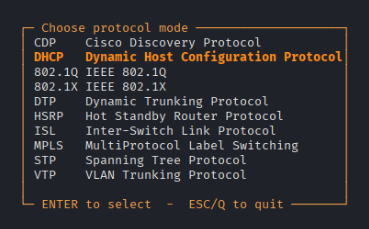 Choose protocol mode
CDP Cisco Discovery Protocol
DHCP Dynamic Host Configuration Protocol
802.1Q IEEE 802.1Q
802.1X IEEE 802.1X
DTP Dynamic Trunking Protocol
HSRP Hot Standby Router Protocol
ISL Inter-Switch Link Protocol
MPLS MultiProtocol Label Switching
STP Spanning Tree Protocol
VTP VLAN Trunking Protocol
ENTER to select - ESC/Q to quit